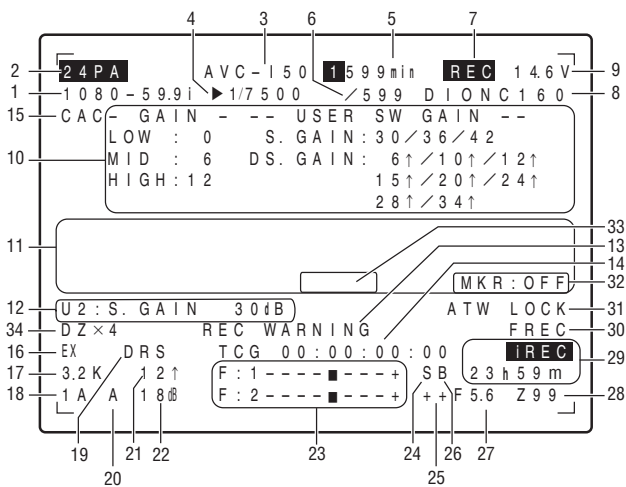 4 3 6 5 7
2 24PA AVC-I50 1 599min REC 14.6V 9
1 1080-59.9i ▶1/7500 /599 DIONC160 8
15 CAC - GAIN - -- USER SW GAIN --
10 LOW : 0 S.GAIN:30/36/42
MID : 6 DS.GAIN: 6↑/10↑/12↑
HIGH:12 15↑/20↑/24↑
28↑/34↑
11 33
13
14
MKR:OFF 32
12 U2:S.GAIN 30dB ATW LOCK 31
34 DZ×4 REC WARNING FREC 30
16 EX DRS TCG 00:00:00:00 iREC 29
17 3.2K 12↑ F:1----■---+ SB 23h59m
18 1A A 18dB F:2----■---+ ++F5.6 Z99 28
19 20 21 22 23 24 25 26 27